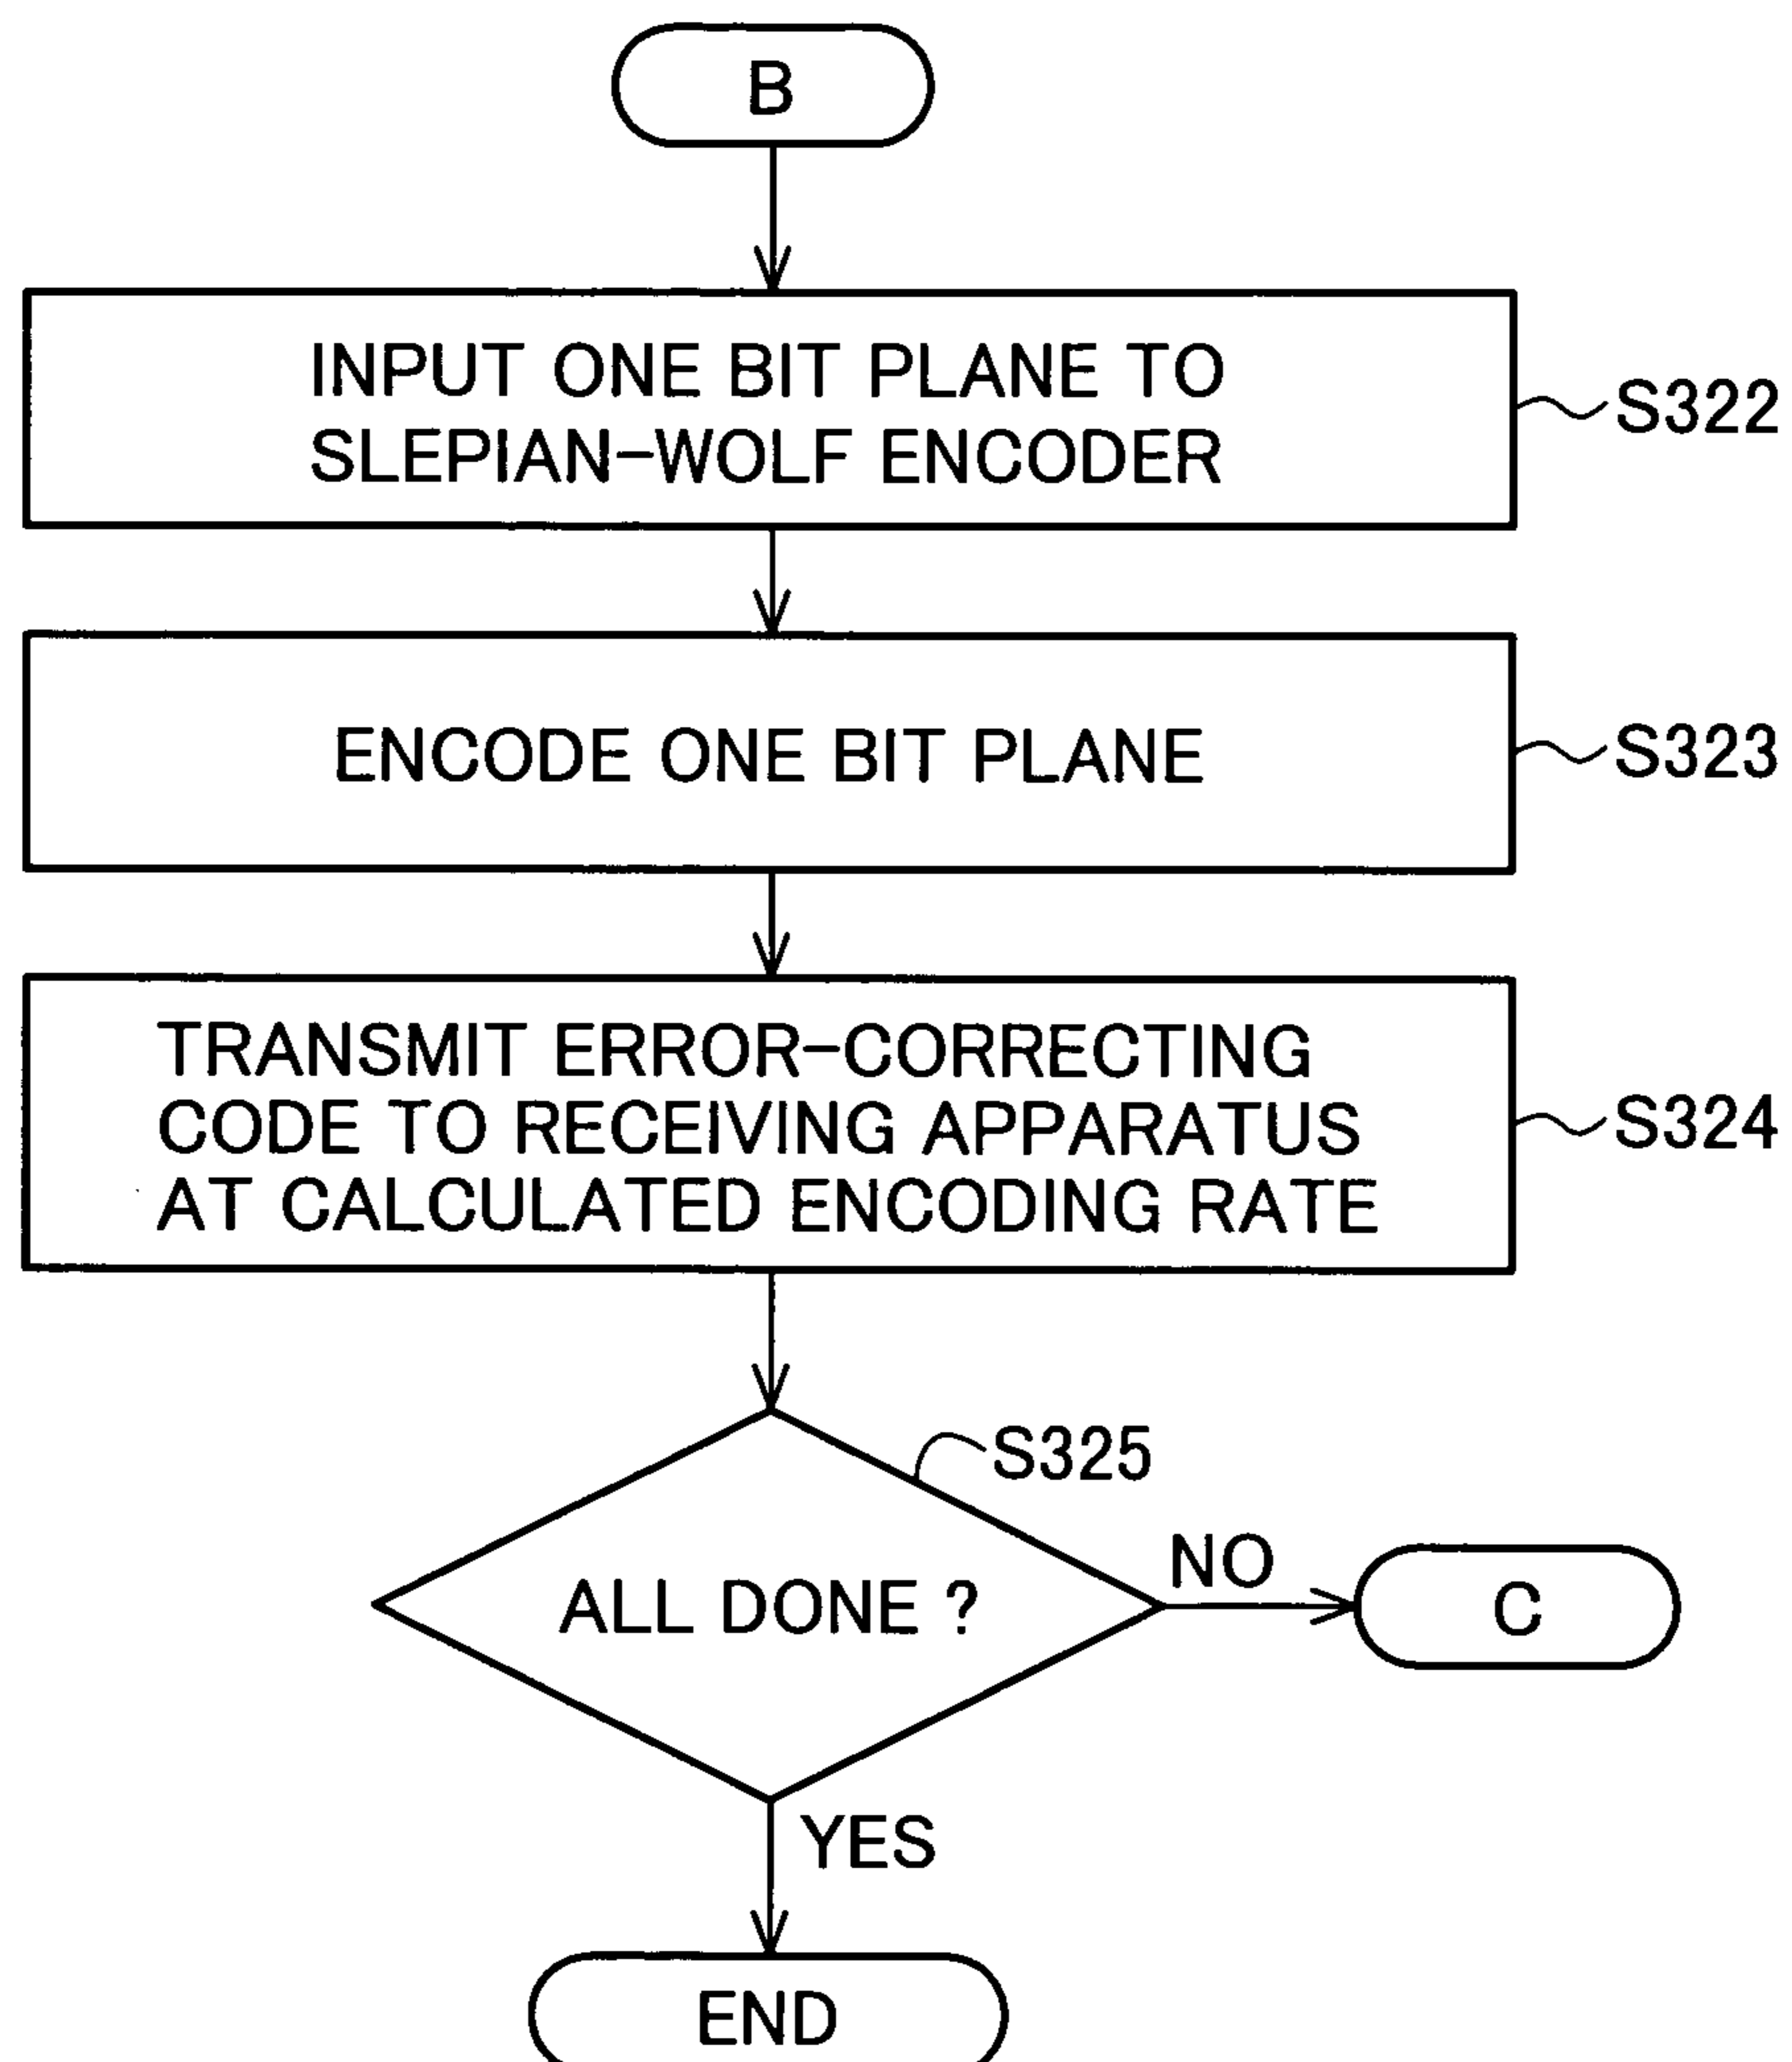 B
INPUT ONE BIT PLANE TO
SLEPIAN-WOLF ENCODER
S322
ENCODE ONE BIT PLANE
S323
TRANSMIT ERROR-CORRECTING
CODE TO RECEIVING APPARATUS
AT CALCULATED ENCODING RATE
S324
S325
ALL DONE ?
NO
C
YES
END